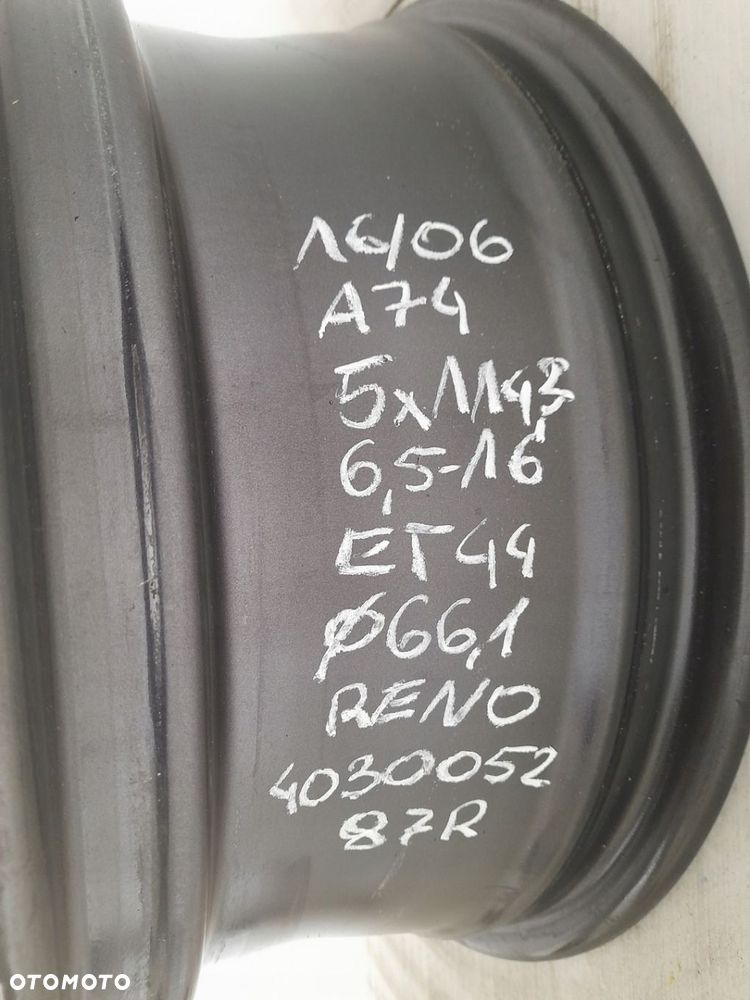 16/06
A74
5x114,3
6,5-16
ET44
Ø66,1
RENO
4030052
87R
OTOMOTO